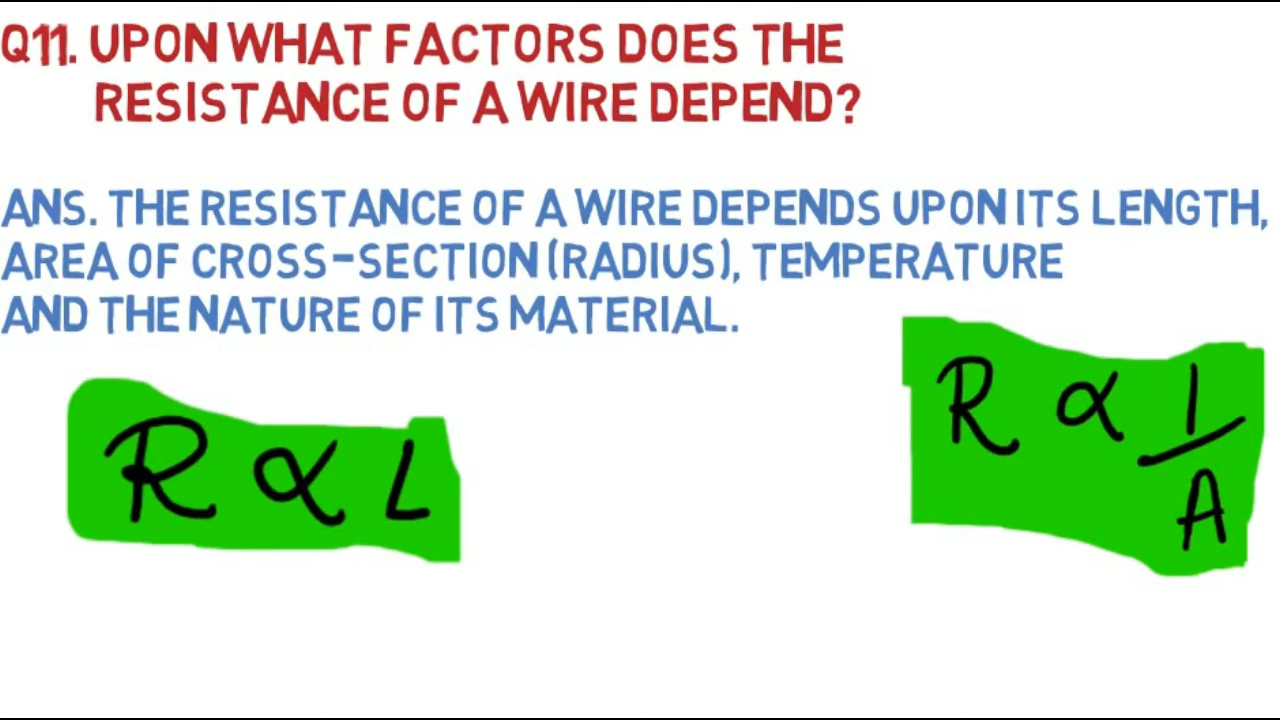 Q11. UPON WHAT FACTORS DOES THE
RESISTANCE OF A WIRE DEPEND?
ANS. THE RESISTANCE OF A WIRE DEPENDS UPON ITS LENGTH,
AREA OF CROSS-SECTION (RADIUS), TEMPERATURE
AND THE NATURE OF ITS MATERIAL.
R ∝ L
R ∝ 1/A